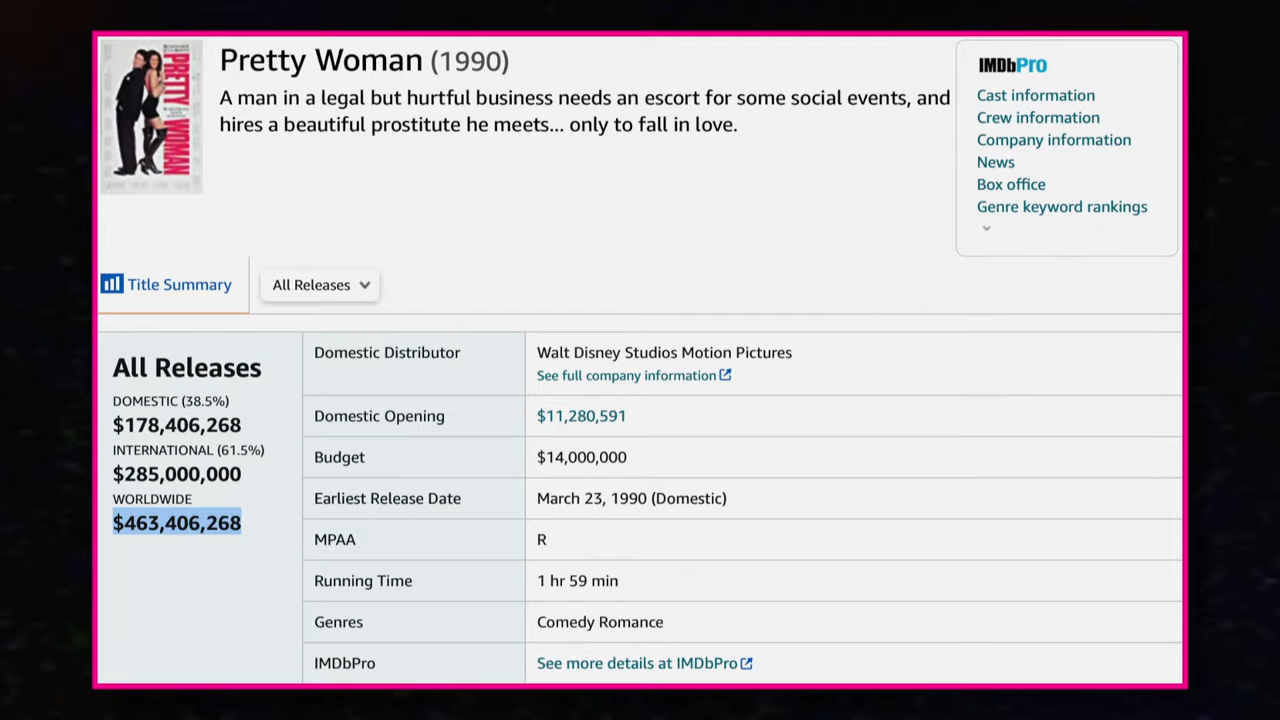 Pretty Woman (1990)
A man in a legal but hurtful business needs an escort for some social events, and
hires a beautiful prostitute he meets... only to fall in love.
PRETTY WOMAN
IMDbPro
Cast information
Crew information
Company information
News
Box office
Genre keyword rankings
Title Summary
All Releases
All Releases
DOMESTIC (38.5%)
$178,406,268
INTERNATIONAL (61.5%)
$285,000,000
WORLDWIDE
$463,406,268
Domestic Distributor
Walt Disney Studios Motion Pictures
See full company information
Domestic Opening
$11,280,591
Budget
$14,000,000
Earliest Release Date
March 23, 1990 (Domestic)
MPAA
R
Running Time
1 hr 59 min
Genres
Comedy Romance
IMDbPro
See more details at IMDbPro